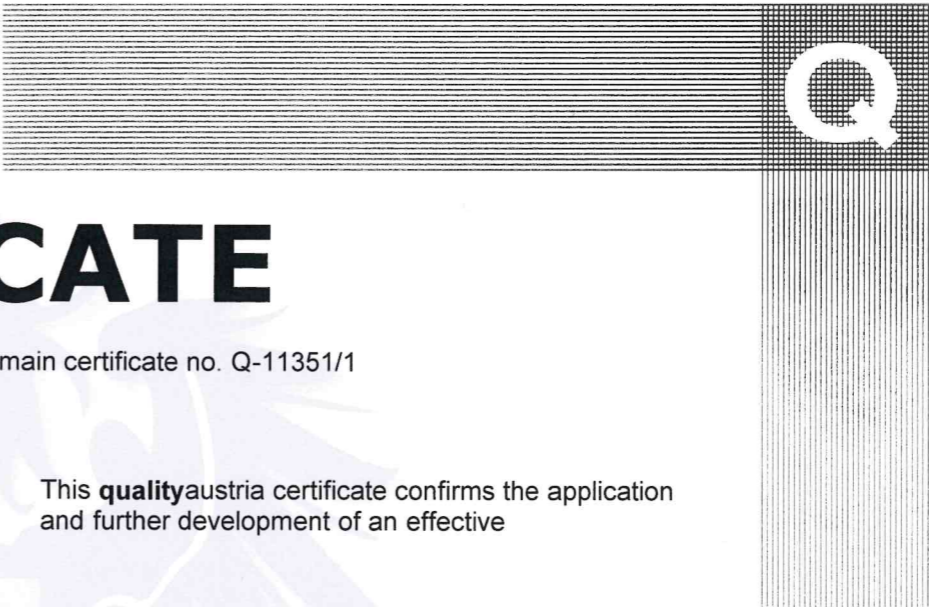 Q
CATE
main certificate no. Q-11351/1
This qualityaustria certificate confirms the application
and further development of an effective